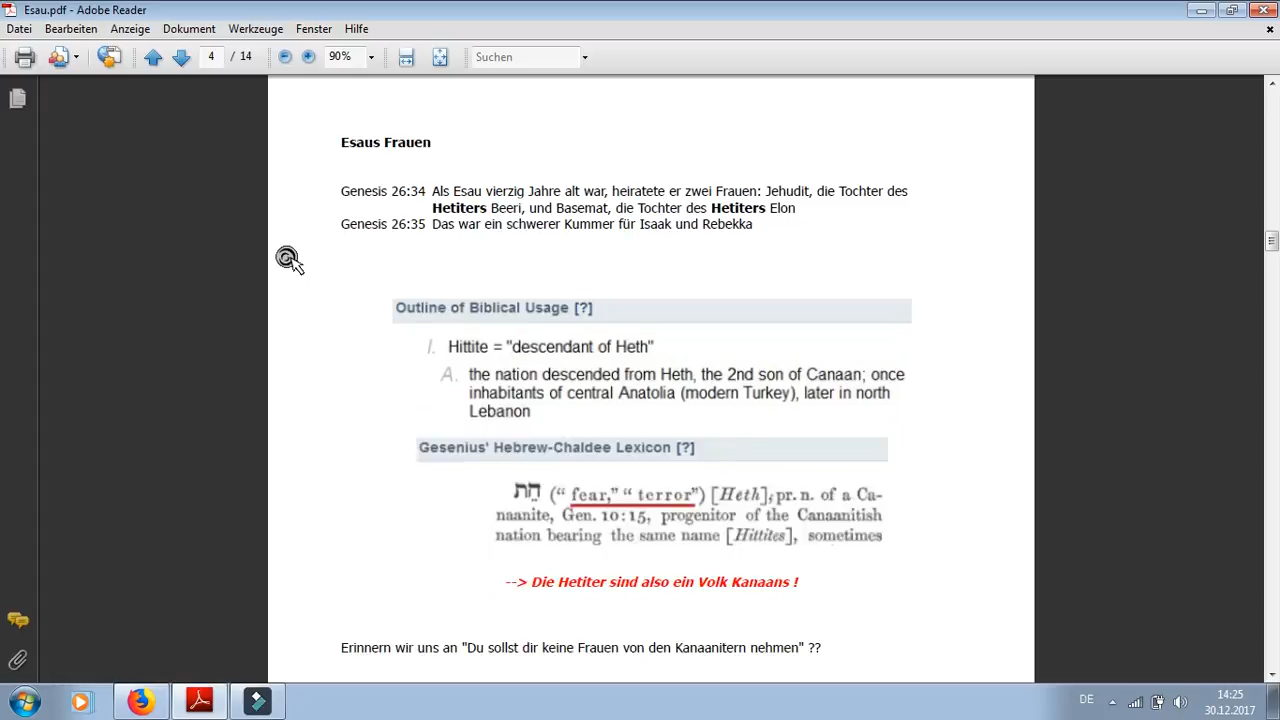 Esau.pdf - Adobe Reader
Datei Bearbeiten Anzeige Dokument Werkzeuge Fenster Hilfe
4 / 14 90% Suchen
Esaus Frauen
Genesis 26:34 Als Esau vierzig Jahre alt war, heiratete er zwei Frauen: Jehudit, die Tochter des
Hetiters Beeri, und Basemat, die Tochter des Hetiters Elon
Genesis 26:35 Das war ein schwerer Kummer für Isaak und Rebekka
Outline of Biblical Usage [?]
I. Hittite = "descendant of Heth"
A. the nation descended from Heth, the 2nd son of Canaan; once
inhabitants of central Anatolia (modern Turkey), later in north
Lebanon
Gesenius' Hebrew-Chaldee Lexicon [?]
חֵת (“ fear,” “ terror”) [Heth], pr. n. of a Ca-
naanite, Gen. 10:15, progenitor of the Canaanitish
nation bearing the same name [Hittites], sometimes
--> Die Hetiter sind also ein Volk Kanaans !
Erinnern wir uns an "Du sollst dir keine Frauen von den Kanaanitern nehmen" ??
DE
14:25
30.12.2017